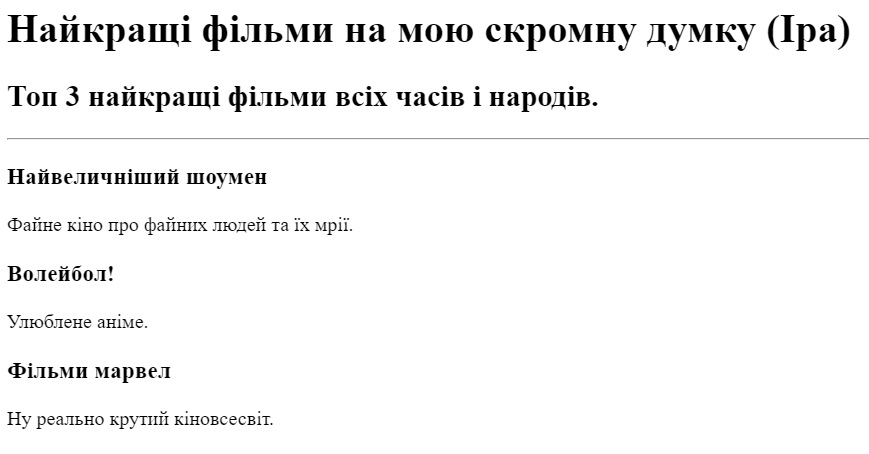 Найкращі фільми на мою скромну думку (Іра)
Топ 3 найкращі фільми всіх часів і народів.
Найвеличніший шоумен
Файне кіно про файних людей та їх мрії.
Волейбол!
Улюблене аніме.
Фільми марвел
Ну реально крутий кіновсесвіт.